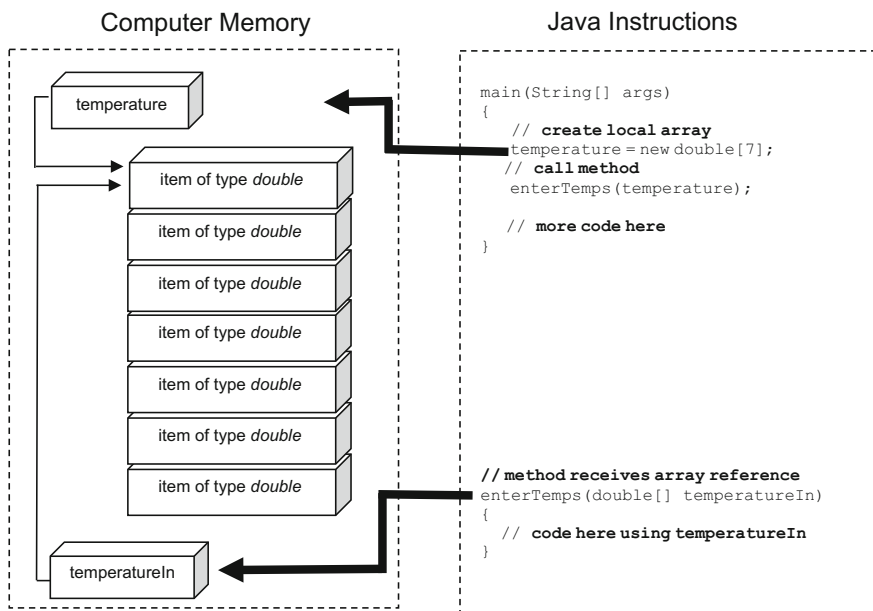 Computer Memory
Java Instructions
temperature
item of type double
item of type double
item of type double
item of type double
item of type double
item of type double
item of type double
temperatureIn
main(String[] args)
{
// create local array
temperature = new double[7];
// call method
enterTemps(temperature);
// more code here
}
// method receives array reference
enterTemps(double[] temperatureIn)
{
// code here using temperatureIn
}